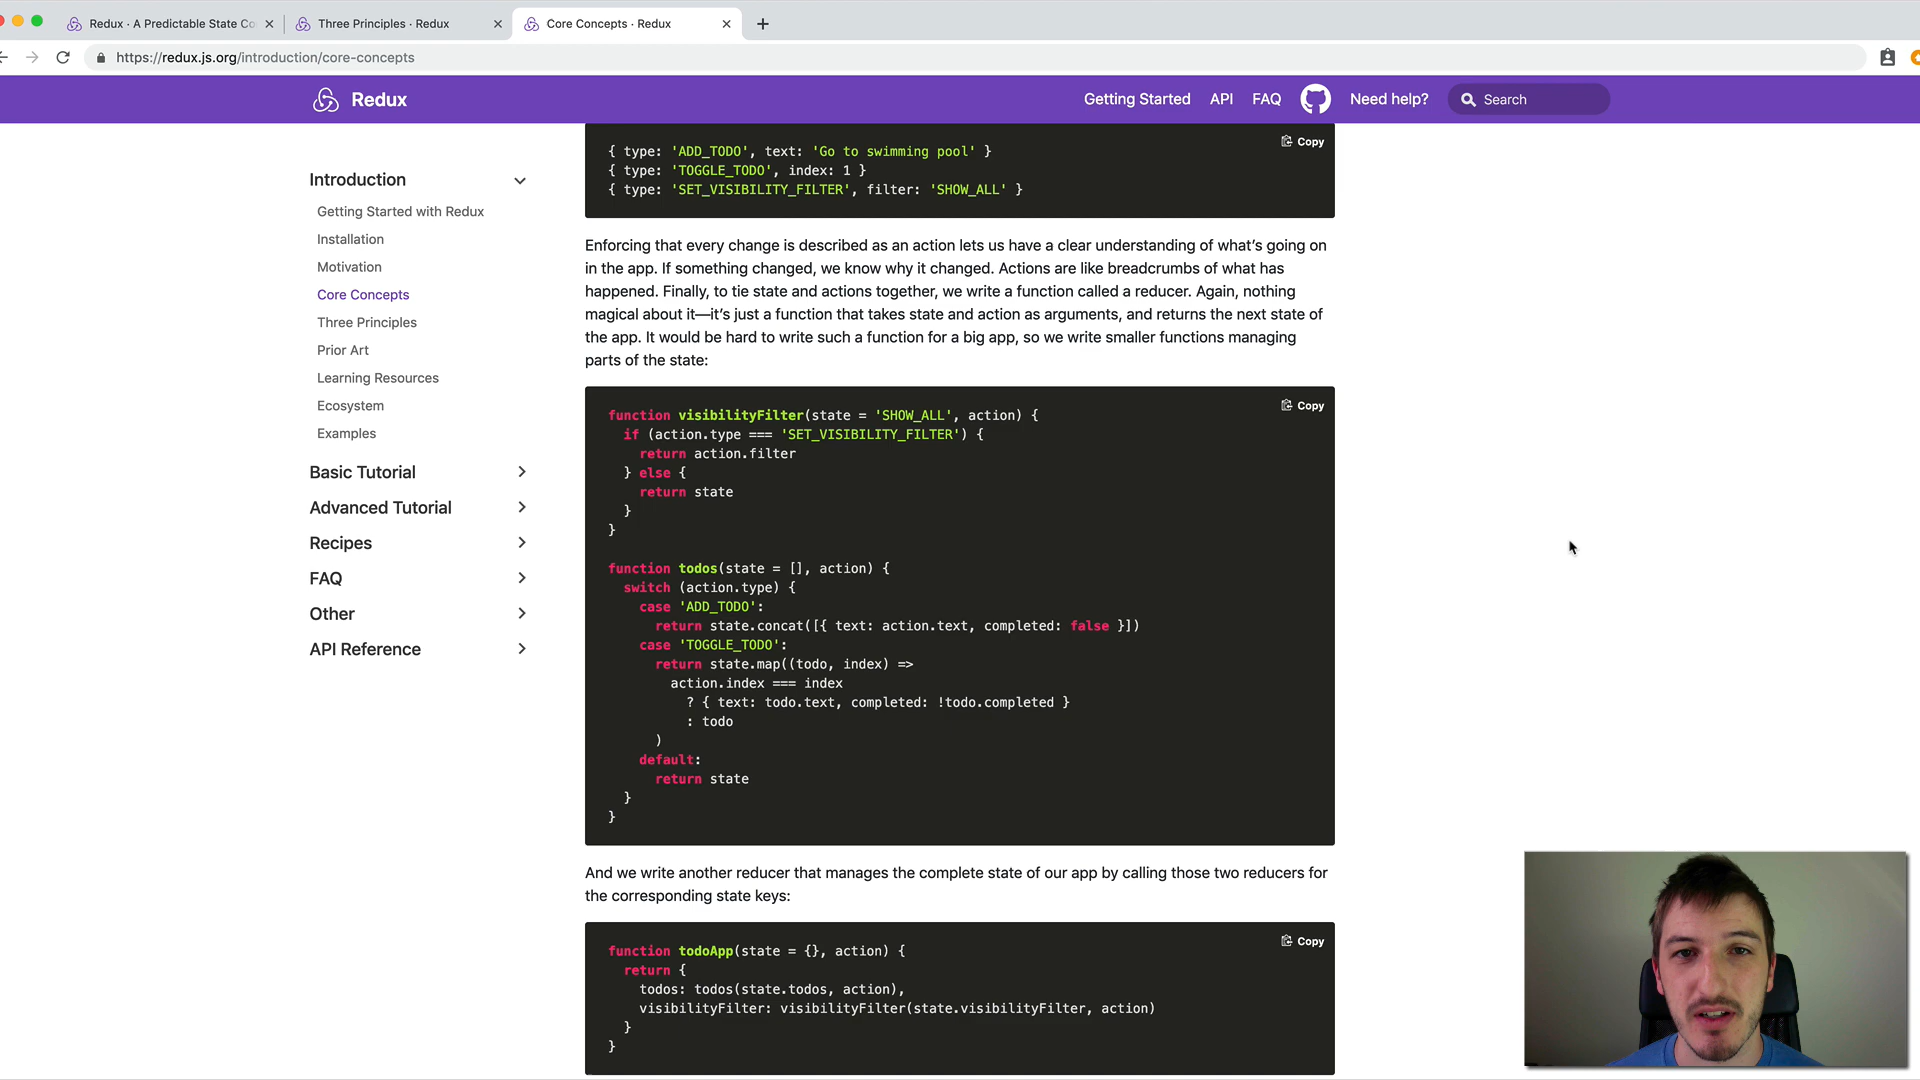 Redux · A Predictable State Co
Three Principles · Redux
Core Concepts · Redux
https://redux.js.org/introduction/core-concepts
Redux
Getting Started
API
FAQ
Need help?
Search
Introduction
Getting Started with Redux
Installation
Motivation
Core Concepts
Three Principles
Prior Art
Learning Resources
Ecosystem
Examples
Basic Tutorial
Advanced Tutorial
Recipes
FAQ
Other
API Reference
Copy
{ type: 'ADD_TODO', text: 'Go to swimming pool' }
{ type: 'TOGGLE_TODO', index: 1 }
{ type: 'SET_VISIBILITY_FILTER', filter: 'SHOW_ALL' }
Enforcing that every change is described as an action lets us have a clear understanding of what’s going on
in the app. If something changed, we know why it changed. Actions are like breadcrumbs of what has
happened. Finally, to tie state and actions together, we write a function called a reducer. Again, nothing
magical about it—it’s just a function that takes state and action as arguments, and returns the next state of
the app. It would be hard to write such a function for a big app, so we write smaller functions managing
parts of the state:
Copy
function visibilityFilter(state = 'SHOW_ALL', action) {
  if (action.type === 'SET_VISIBILITY_FILTER') {
    return action.filter
  } else {
    return state
  }
}
function todos(state = [], action) {
  switch (action.type) {
    case 'ADD_TODO':
      return state.concat([{ text: action.text, completed: false }])
    case 'TOGGLE_TODO':
      return state.map((todo, index) =>
        action.index === index
          ? { text: todo.text, completed: !todo.completed }
          : todo
      )
    default:
      return state
  }
}
And we write another reducer that manages the complete state of our app by calling those two reducers for
the corresponding state keys:
Copy
function todoApp(state = {}, action) {
  return {
    todos: todos(state.todos, action),
    visibilityFilter: visibilityFilter(state.visibilityFilter, action)
  }
}